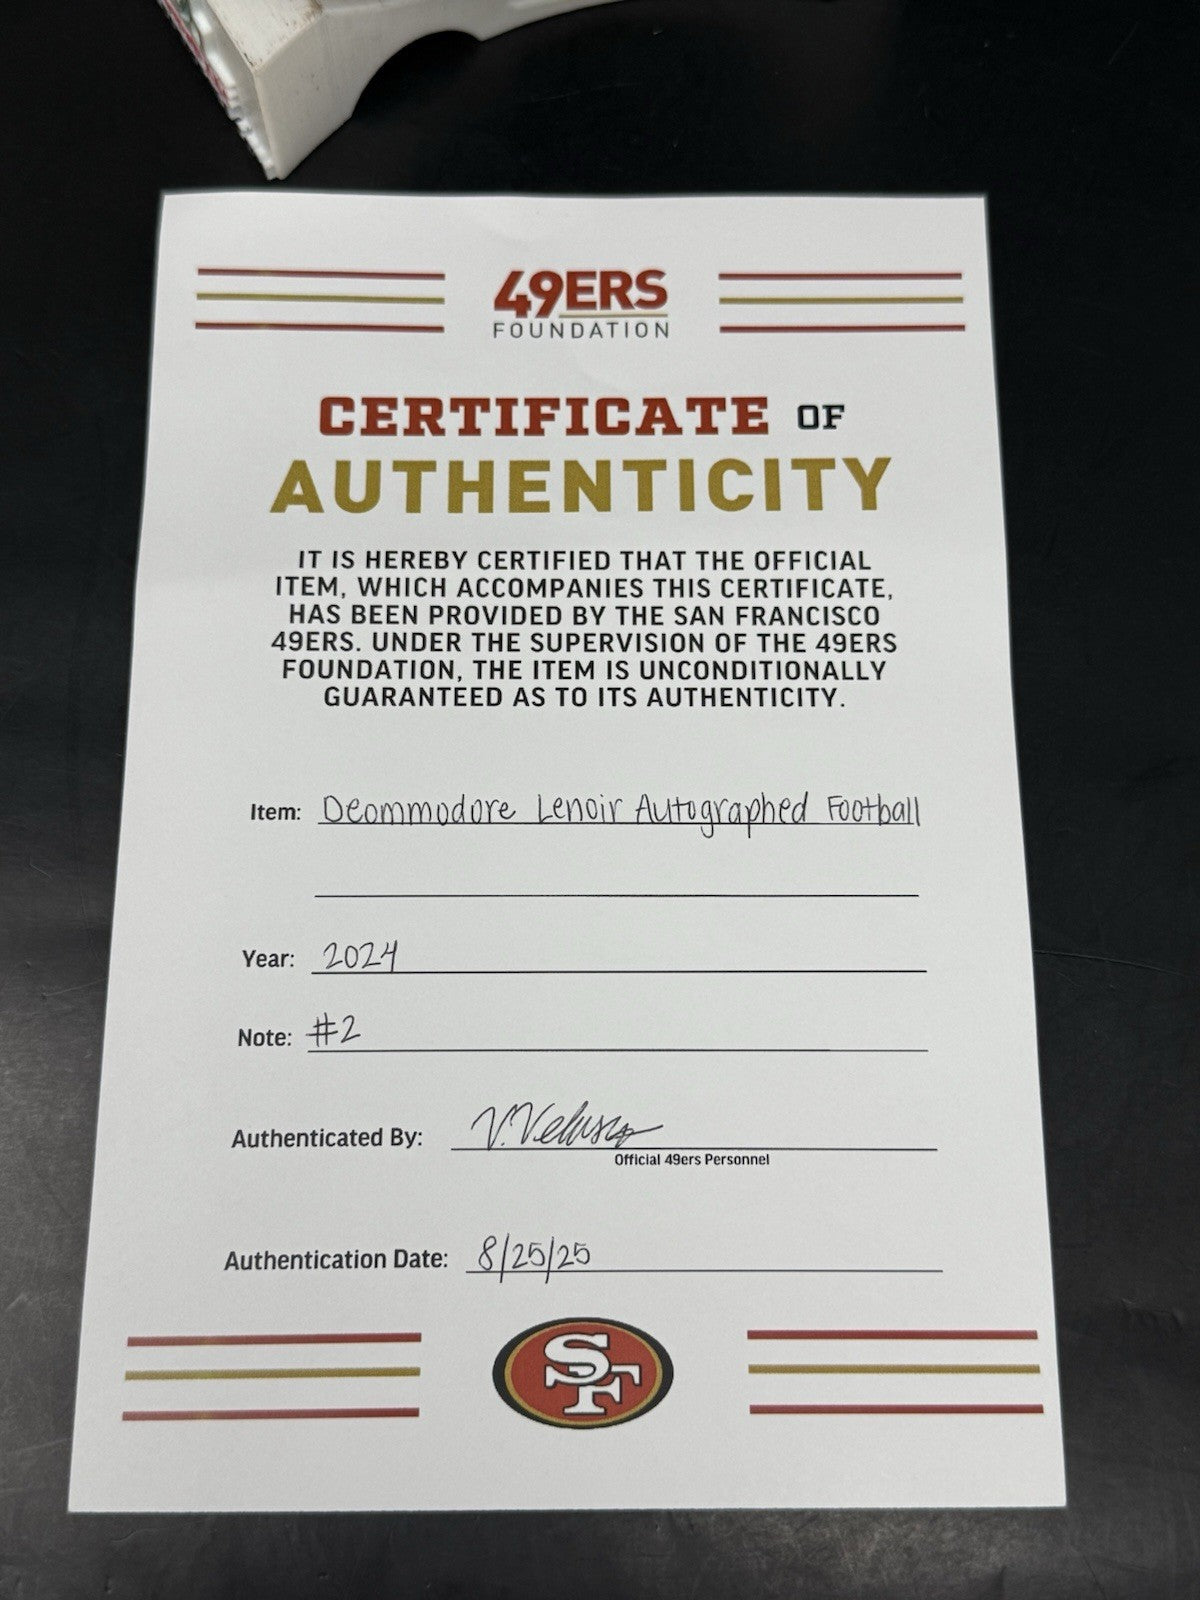 49ERS
FOUNDATION
CERTIFICATE OF
AUTHENTICITY
IT IS HEREBY CERTIFIED THAT THE OFFICIAL
ITEM, WHICH ACCOMPANIES THIS CERTIFICATE,
HAS BEEN PROVIDED BY THE SAN FRANCISCO
49ERS. UNDER THE SUPERVISION OF THE 49ERS
FOUNDATION, THE ITEM IS UNCONDITIONALLY
GUARANTEED AS TO ITS AUTHENTICITY.
Item: Deommodore Lenoir Autographed Football
Year: 2024
Note: #2
Authenticated By: V.
Official 49ers Personnel
Authentication Date: 8/25/25
SF